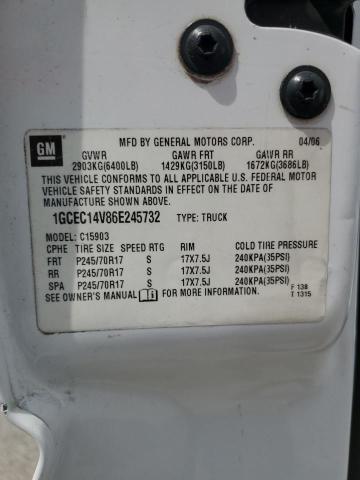 GM
MFD BY GENERAL MOTORS CORP. 04/06
GVWR GAWR FRT GAWR RR
2903KG(6400LB) 1429KG(3150LB) 1672KG(3686LB)
THIS VEHICLE CONFORMS TO ALL APPLICABLE U.S. FEDERAL MOTOR
VEHICLE SAFETY STANDARDS IN EFFECT ON THE DATE OF
MANUFACTURE SHOWN ABOVE.
1GCEC14V86E245732 TYPE: TRUCK
MODEL: C15903
TIRE SIZE SPEED RTG RIM COLD TIRE PRESSURE
FRT P245/70R17 S 17X7.5J 240KPA(35PSI)
RR P245/70R17 S 17X7.5J 240KPA(35PSI)
SPA P245/70R17 S 17X7.5J 240KPA(35PSI)
SEE OWNER'S MANUAL FOR MORE INFORMATION.
F 138
T 1315